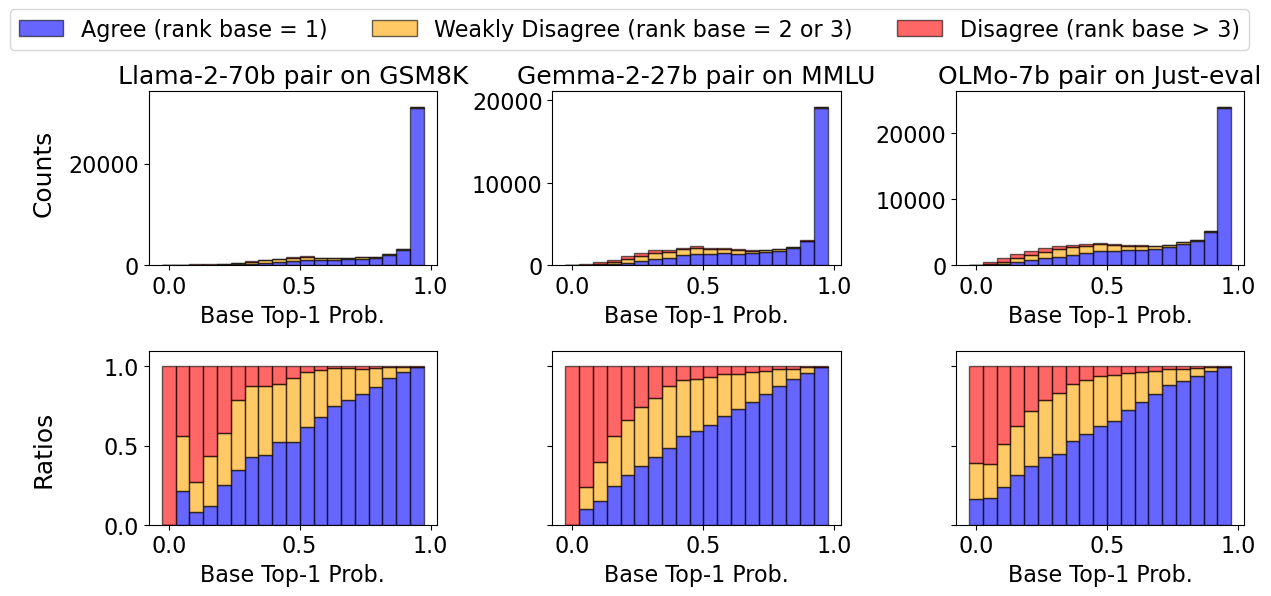 Agree (rank base = 1) Weakly Disagree (rank base = 2 or 3) Disagree (rank base > 3)
Llama-2-70b pair on GSM8K Gemma-2-27b pair on MMLU OLMo-7b pair on Just-eval
Counts
20000
0
0.0 0.5 1.0
Base Top-1 Prob.
20000
10000
0
0.0 0.5 1.0
Base Top-1 Prob.
20000
10000
0
0.0 0.5 1.0
Base Top-1 Prob.
Ratios
1.0
0.5
0.0
0.0 0.5 1.0
Base Top-1 Prob.
0.0 0.5 1.0
Base Top-1 Prob.
0.0 0.5 1.0
Base Top-1 Prob.